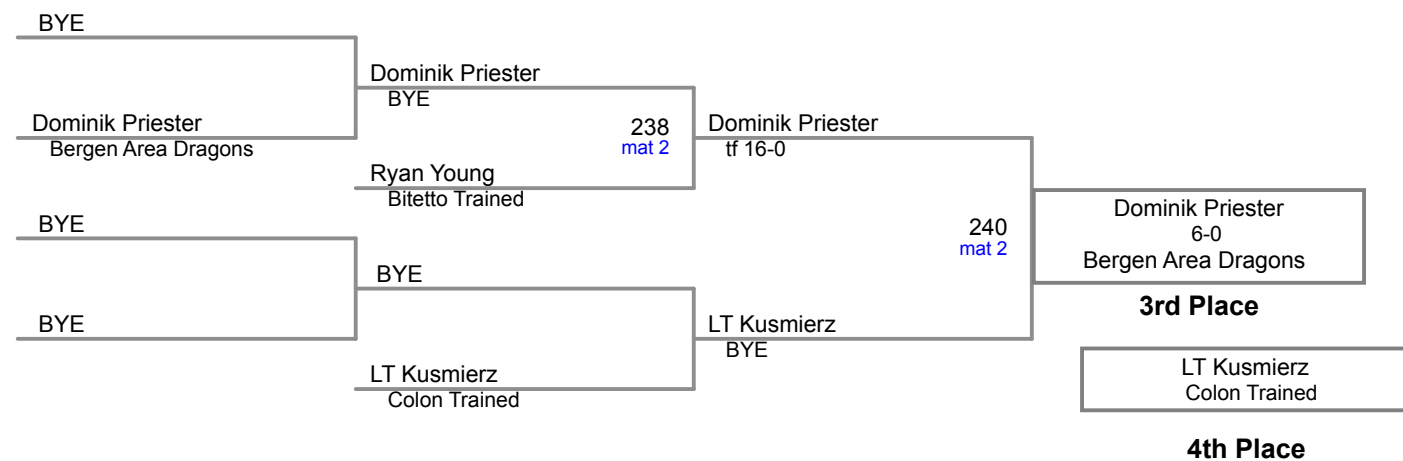 BYE
Dominik Priester
BYE
Dominik Priester
Bergen Area Dragons
238
mat 2
Dominik Priester
tf 16-0
Ryan Young
Bitetto Trained
BYE
240
mat 2
Dominik Priester
6-0
Bergen Area Dragons
3rd Place
BYE
BYE
LT Kusmierz
BYE
LT Kusmierz
Colon Trained
LT Kusmierz
Colon Trained
4th Place